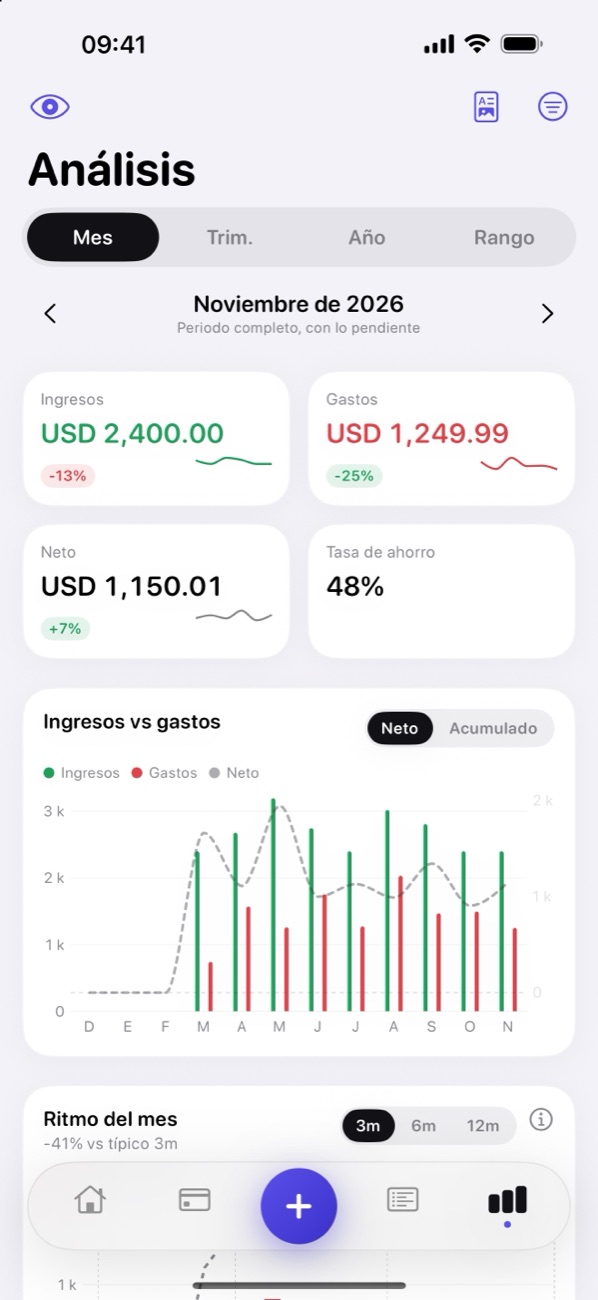 09:41
Análisis
Mes Trim. Año Rango
Noviembre de 2026
Periodo completo, con lo pendiente
Ingresos
USD 2,400.00
-13%
Gastos
USD 1,249.99
-25%
Neto
USD 1,150.01
+7%
Tasa de ahorro
48%
Ingresos vs gastos
Neto Acumulado
Ingresos Gastos Neto
3 k
2 k
1 k
0
2 k
1 k
0
D E F M A M J J A S O N
Ritmo del mes
-41% vs típico 3m
3m 6m 12m
1 k